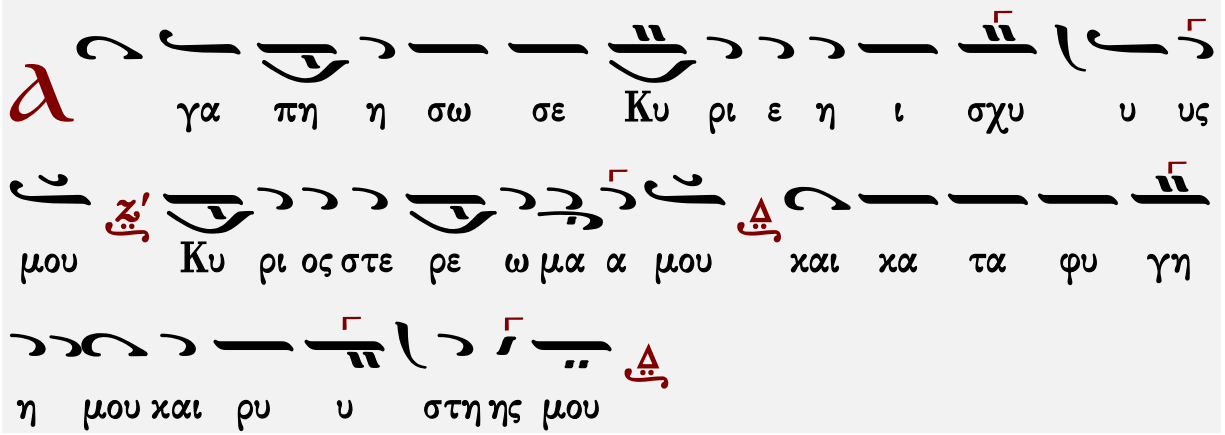 α γα πη η σω σε Κυ ρι ε η ι σχυ υ υς
μου ζ′ Κυ ρι ος στε ρε ω μα α μου Δ και κα τα φυ γη
η μου και ρυ υ στη ης μου Δ